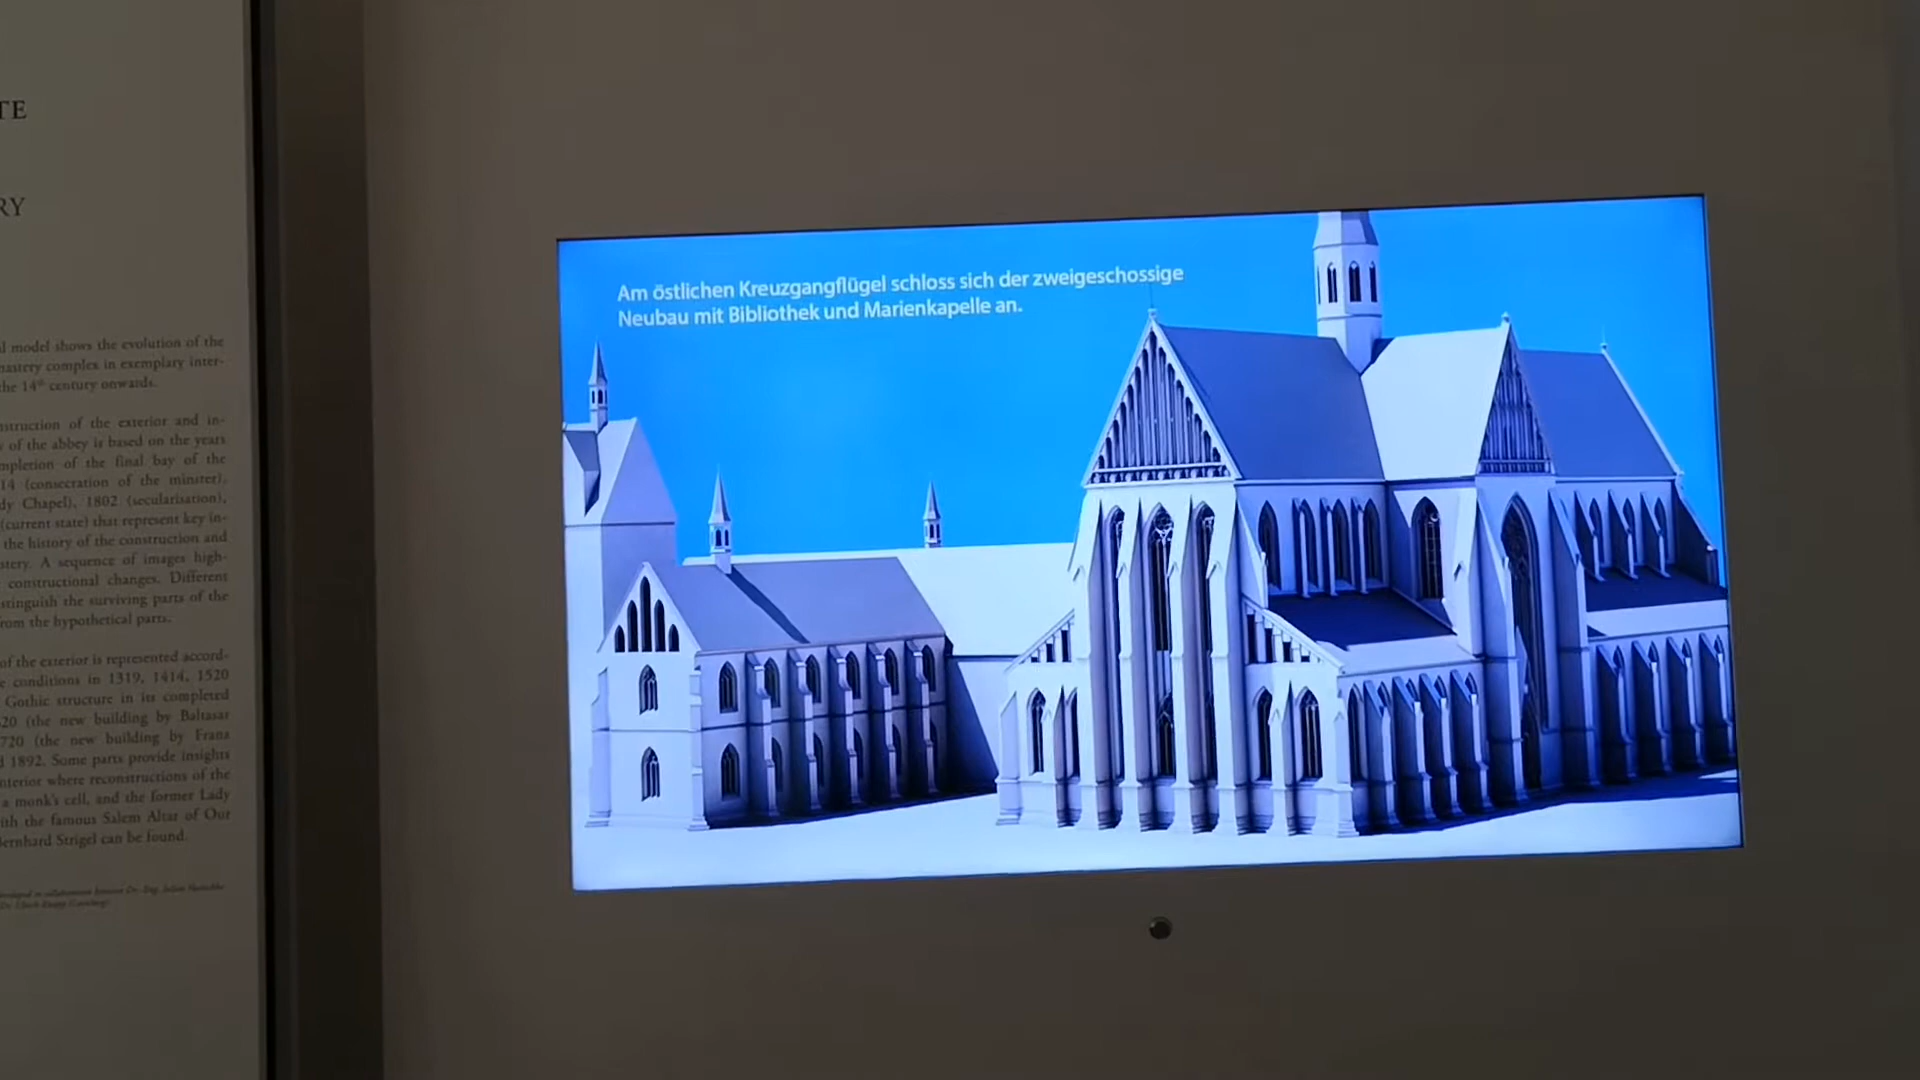 TE
RY
l model shows the evolution of the
nastery complex in exemplary inter-
the 14th century onwards.
nstruction of the exterior and in-
y of the abbey is based on the years
mpletion of the final bay of the
14 (consecration of the minster),
dy Chapel), 1802 (secularisation),
(current state) that represent key in-
the history of the construction and
stery. A sequence of images high-
constructional changes. Different
stinguish the surviving parts of the
rom the hypothetical parts.
of the exterior is represented accord-
e conditions in 1319, 1414, 1520
Gothic structure in its completed
20 (the new building by Baltasar
720 (the new building by Franz
d 1892. Some parts provide insights
nterior where reconstructions of the
a monk's cell, and the former Lady
ith the famous Salem Altar of Our
Bernhard Strigel can be found.
Am östlichen Kreuzgangflügel schloss sich der zweigeschossige
Neubau mit Bibliothek und Marienkapelle an.